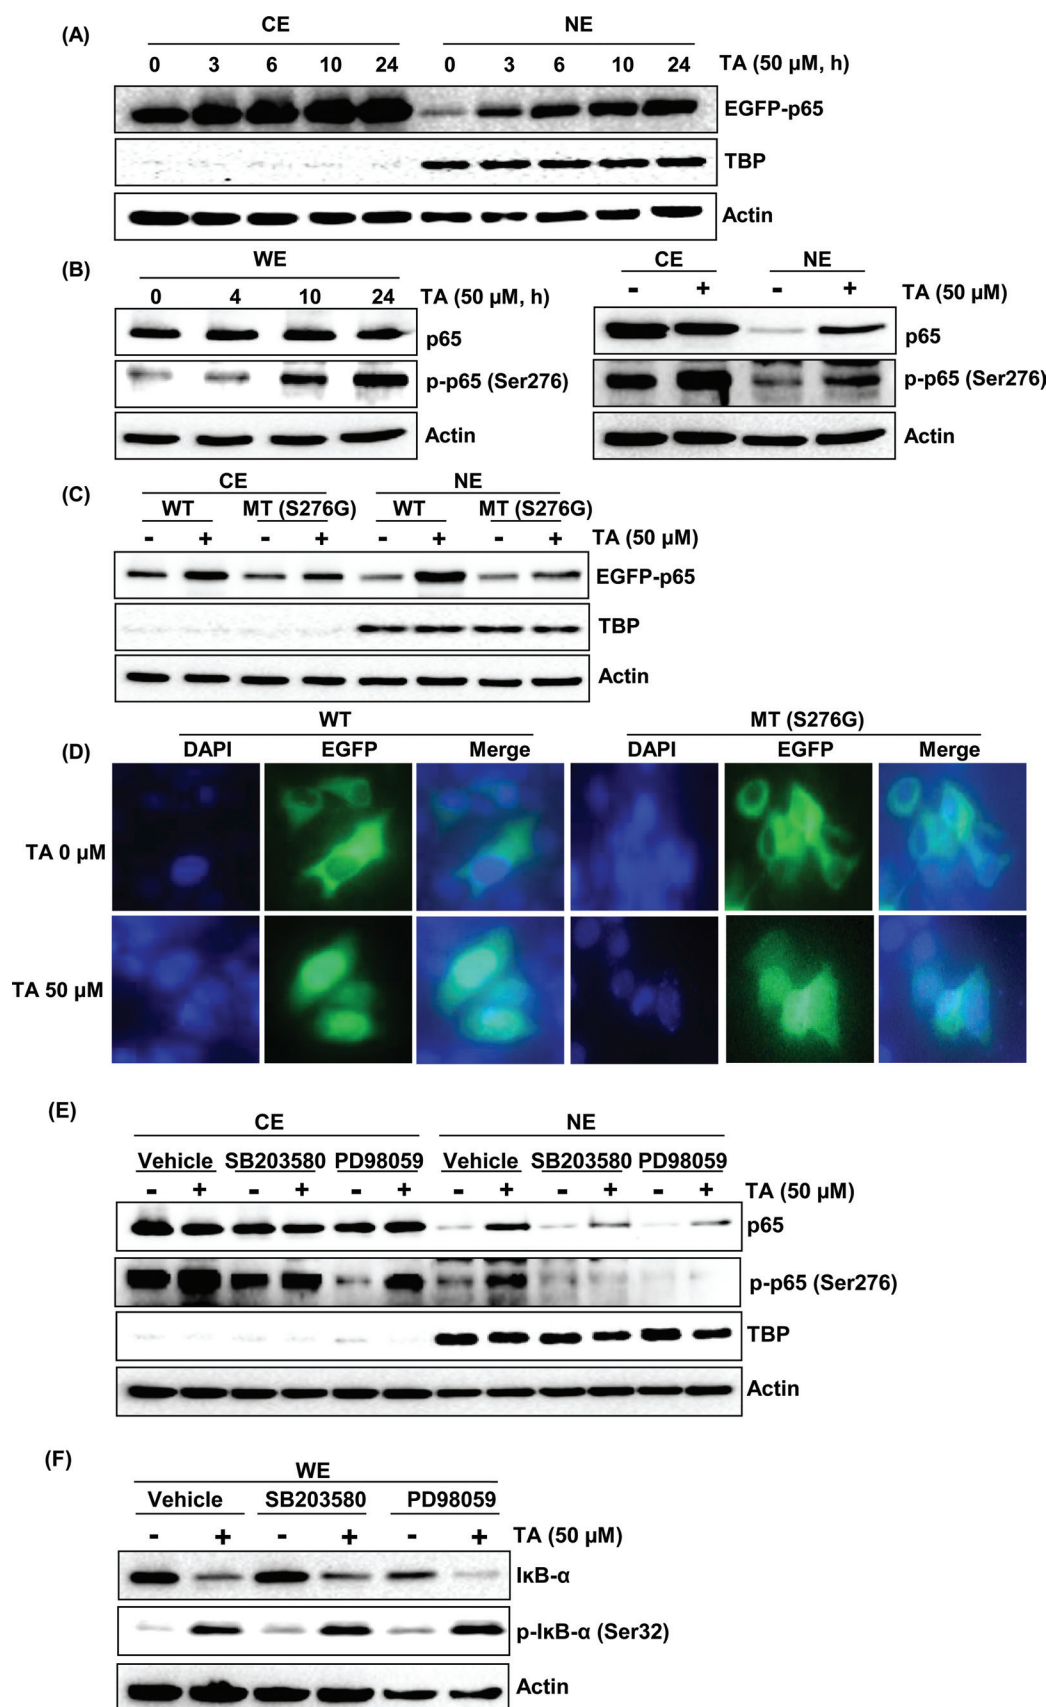 (A)
CE NE
0 3 6 10 24 0 3 6 10 24 TA (50 µM, h)
EGFP-p65
TBP
Actin
(B)
WE
0 4 10 24 TA (50 µM, h)
p65
p-p65 (Ser276)
Actin
CE NE
- + - + TA (50 µM)
p65
p-p65 (Ser276)
Actin
(C)
CE NE
WT MT (S276G) WT MT (S276G)
- + - + - + - + TA (50 µM)
EGFP-p65
TBP
Actin
(D)
WT MT (S276G)
DAPI EGFP Merge DAPI EGFP Merge
TA 0 µM
TA 50 µM
(E)
CE NE
Vehicle SB203580 PD98059 Vehicle SB203580 PD98059
- + - + - + - + - + - + TA (50 µM)
p65
p-p65 (Ser276)
TBP
Actin
(F)
WE
Vehicle SB203580 PD98059
- + - + - + TA (50 µM)
IκB-α
p-IκB-α (Ser32)
Actin